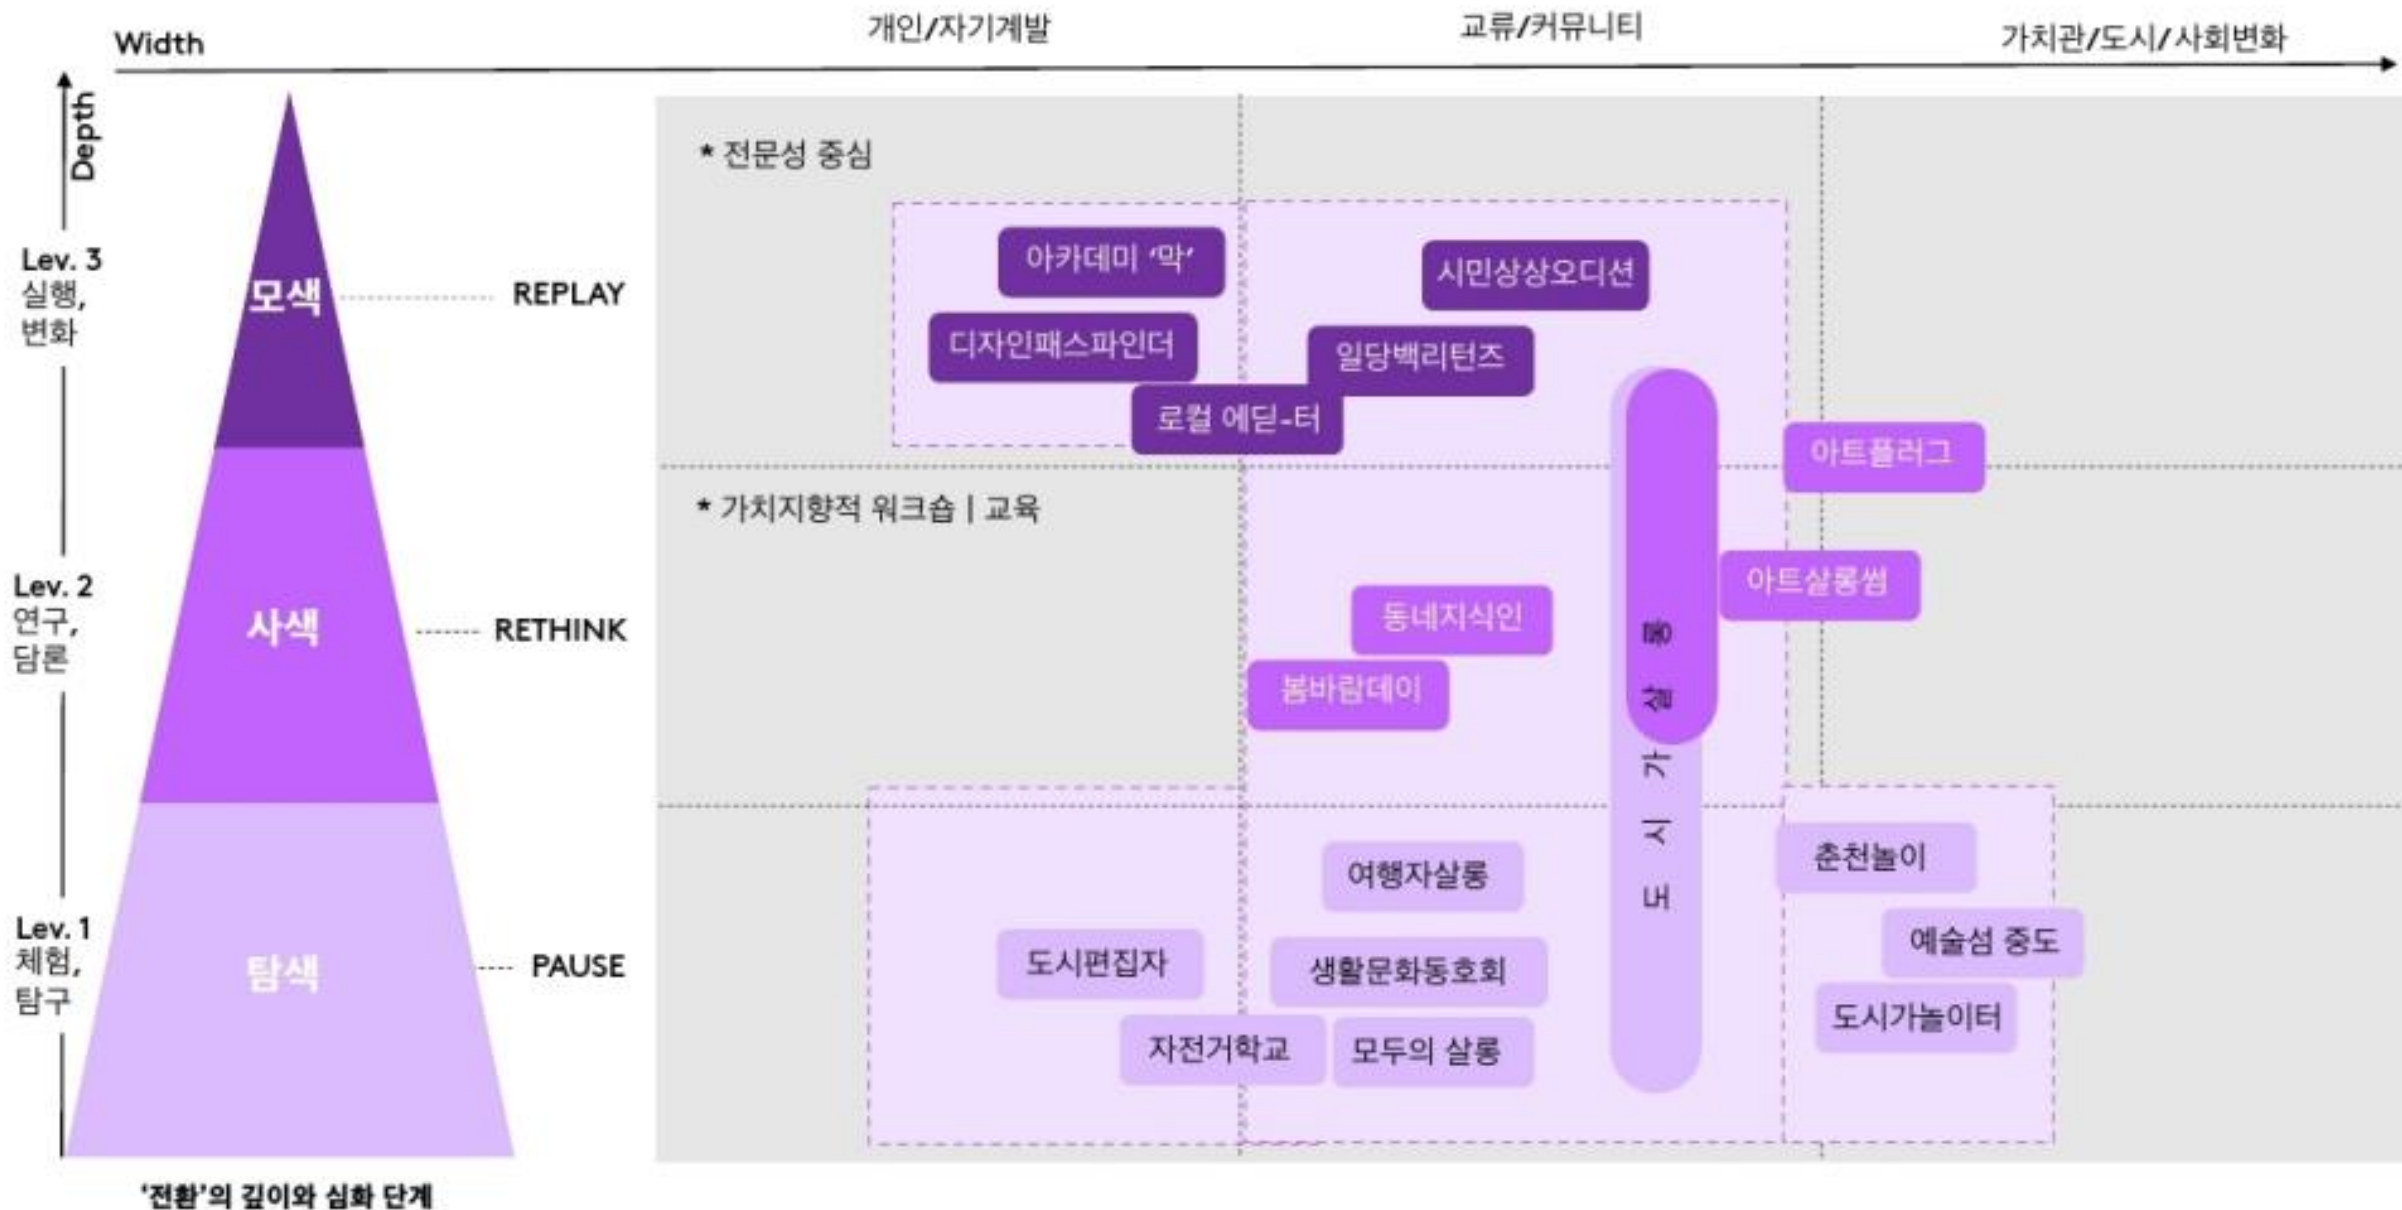 Width
개인/자기계발
교류/커뮤니티
가치관/도시/사회변화
Depth
Lev. 3
실행,
변화
모색
REPLAY
* 전문성 중심
아카데미 ‘막’
시민상상오디션
디자인패스파인더
일당백리턴즈
로컬 에딛-터
아트플러그
Lev. 2
연구,
담론
사색
RETHINK
* 가치지향적 워크숍 | 교육
아트살롱썸
동네지식인
봄바람데이
도시가살롱
Lev. 1
체험,
탐구
탐색
PAUSE
여행자살롱
춘천놀이
도시편집자
생활문화동호회
예술섬 중도
도시가놀이터
자전거학교
모두의 살롱
‘전환’의 깊이와 심화 단계